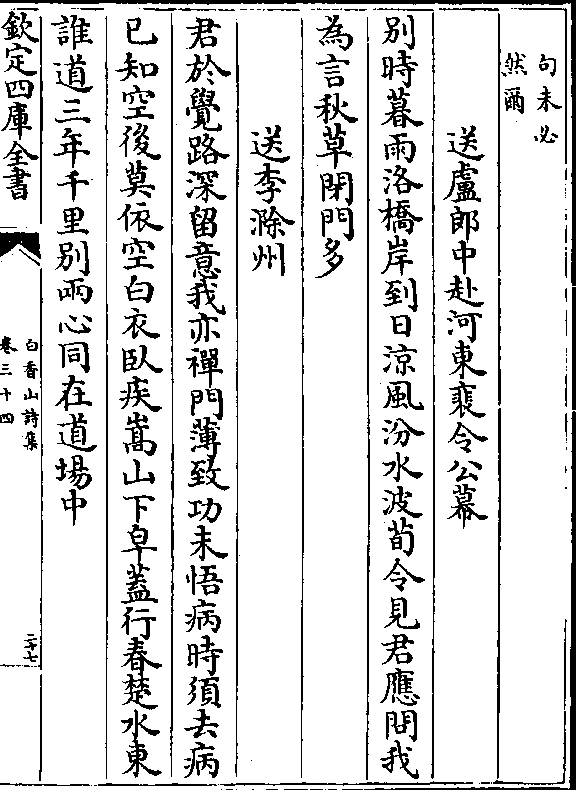 句未必
然爾
送盧郎中赴河東裴令公幕
别時暮雨洛橋岸到日涼風汾水波荀令見君應問我
為言秋草閉門多
送李滁州
君於覺路深留意我亦禪門薄致功未悟病時須去病
已知空後莫依空白衣臥疾嵩山下皁蓋行春楚水東
誰道三年千里别兩心同在道場中
欽定四庫全書
白香山詩集
卷三十四
二十七